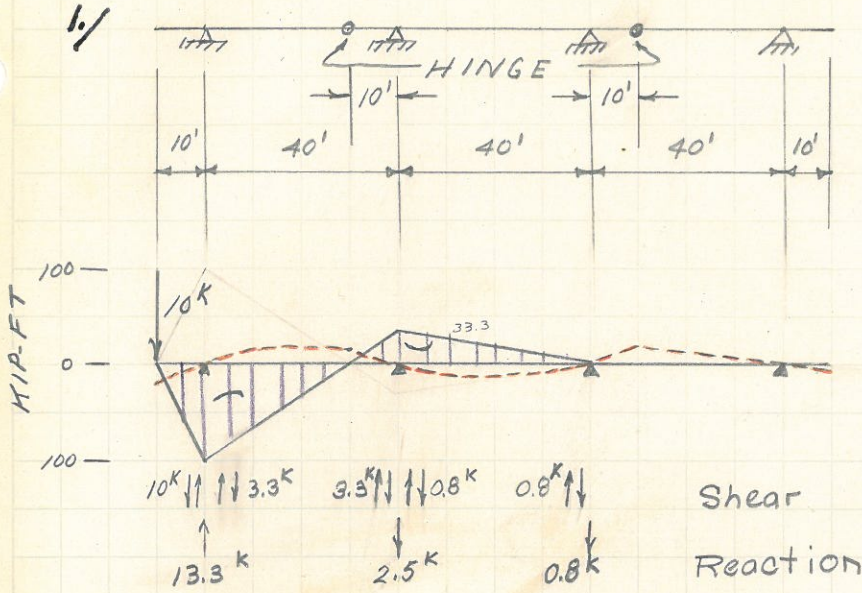 1./
HINGE
10' 10'
10' 40' 40' 40' 10'
KIP-FT
100
10K
33.3
0
100
10K 3.3K 3.3K 0.8K 0.8K Shear
13.3K 2.5K 0.8K Reaction